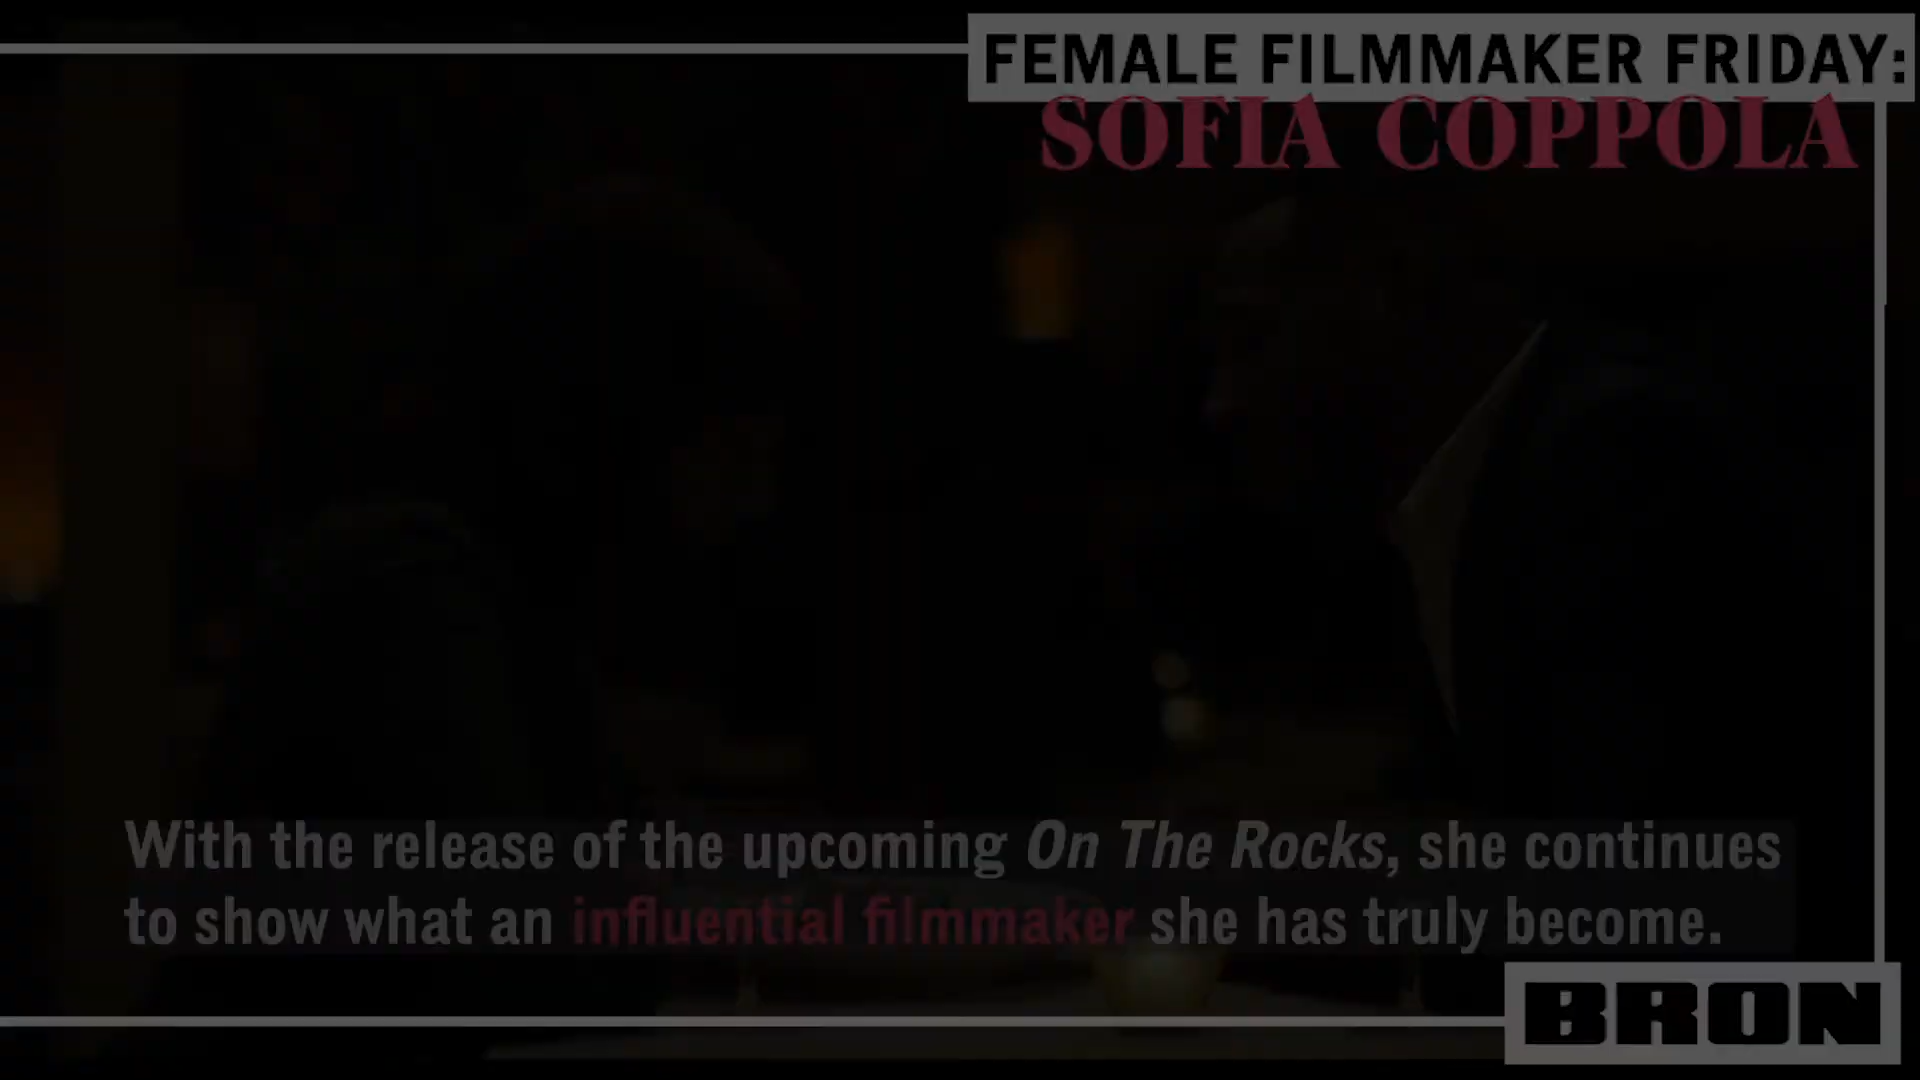 FEMALE FILMMAKER FRIDAY:
SOFIA COPPOLA
With the release of the upcoming On The Rocks, she continues
to show what an influential filmmaker she has truly become.
BRON